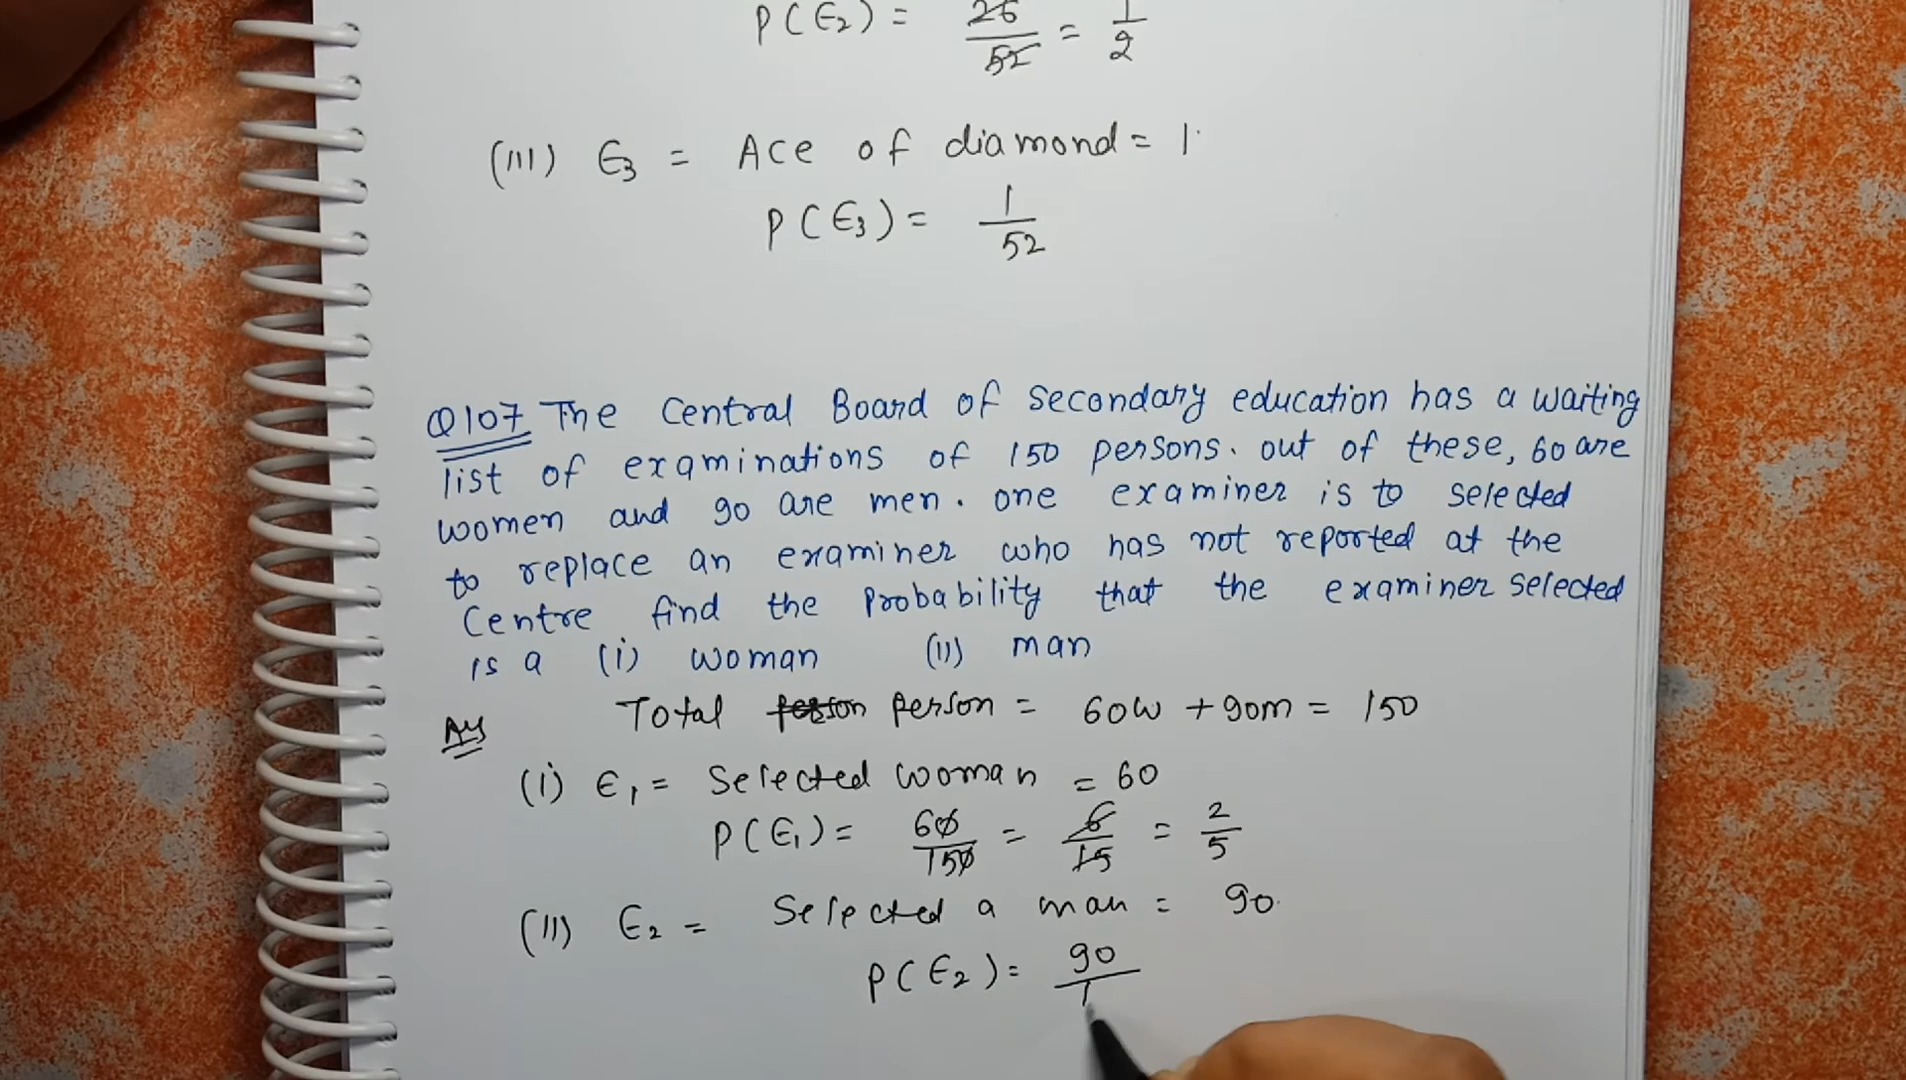 P(E2) = 26/52 = 1/2
(III) E3 = Ace of diamond = 1.
P(E3) = 1/52
Q107 The Central Board of secondary education has a waiting
list of examinations of 150 persons. out of these, 60 are
women and 90 are men. one examiner is to selected
to replace an examiner who has not reported at the
Centre find the Probability that the examiner selected
is a (i) woman (II) man
Total person person = 60W + 90m = 150
(i) E1 = Selected woman = 60
P(E1) = 60/150 = 6/15 = 2/5
(II) E2 = Selected a man = 90.
P(E2) = 90/1